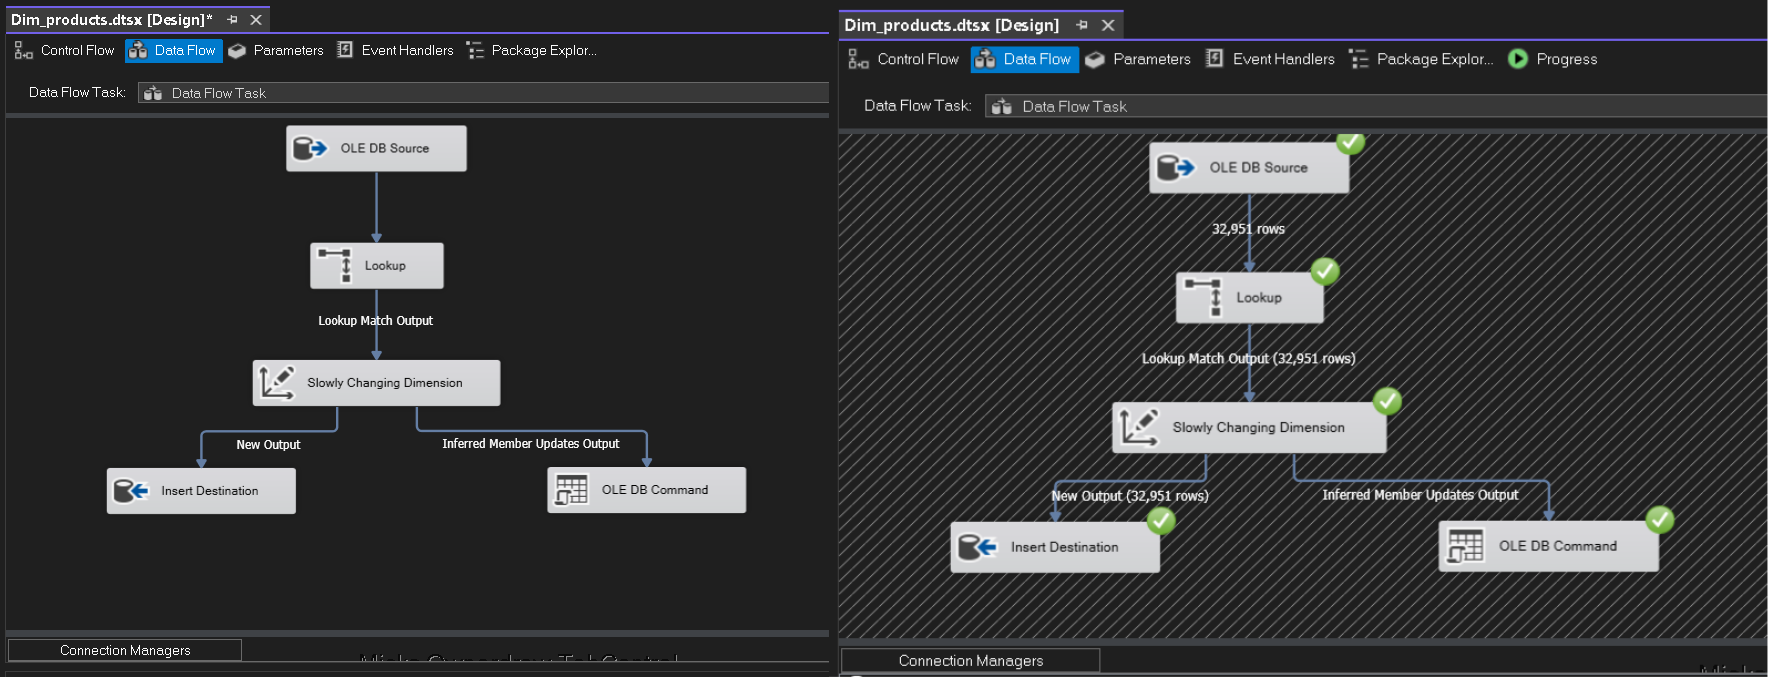 Dim_products.dtsx [Design]*
Control Flow Data Flow Parameters Event Handlers Package Explor...
Data Flow Task: Data Flow Task
OLE DB Source
Lookup
Lookup Match Output
Slowly Changing Dimension
New Output Inferred Member Updates Output
Insert Destination OLE DB Command
Connection Managers
Dim_products.dtsx [Design]
Control Flow Data Flow Parameters Event Handlers Package Explor... Progress
Data Flow Task: Data Flow Task
OLE DB Source
32,951 rows
Lookup
Lookup Match Output (32,951 rows)
Slowly Changing Dimension
New Output (32,951 rows) Inferred Member Updates Output
Insert Destination OLE DB Command
Connection Managers